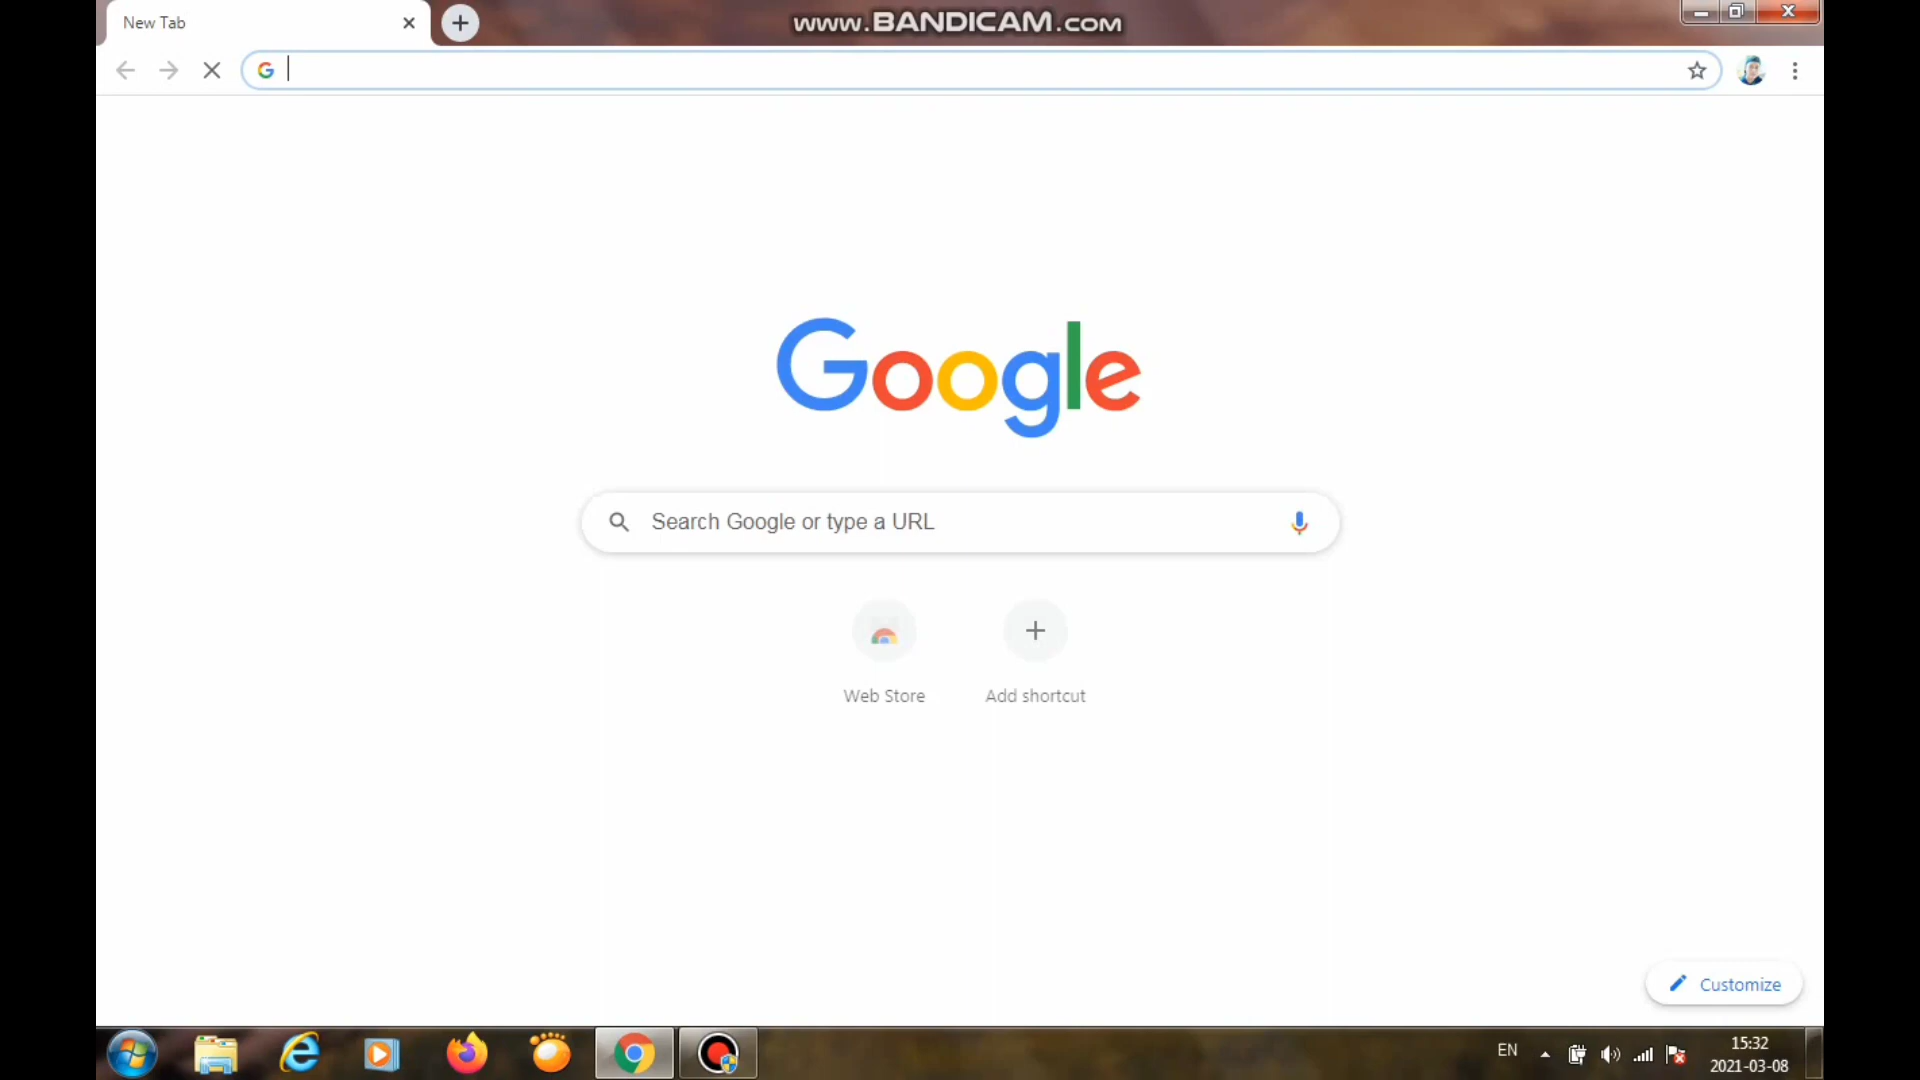 New Tab
www.BANDICAM.com
Google
Search Google or type a URL
Web Store
Add shortcut
Customize
EN
15:32
2021-03-08